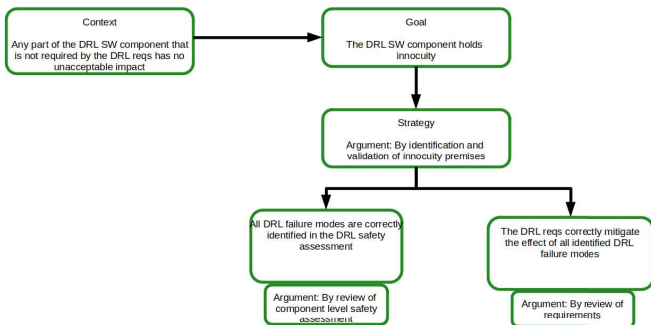 Context
Any part of the DRL SW component that
is not required by the DRL reqs has no
unacceptable impact
Goal
The DRL SW component holds
innocuity
Strategy
Argument: By identification and
validation of innocuity premises
All DRL failure modes are correctly
identified in the DRL safety
assessment
Argument: By review of
component level safety
assessment
The DRL reqs correctly mitigate
the effect of all identified DRL
failure modes
Argument: By review of
requirements